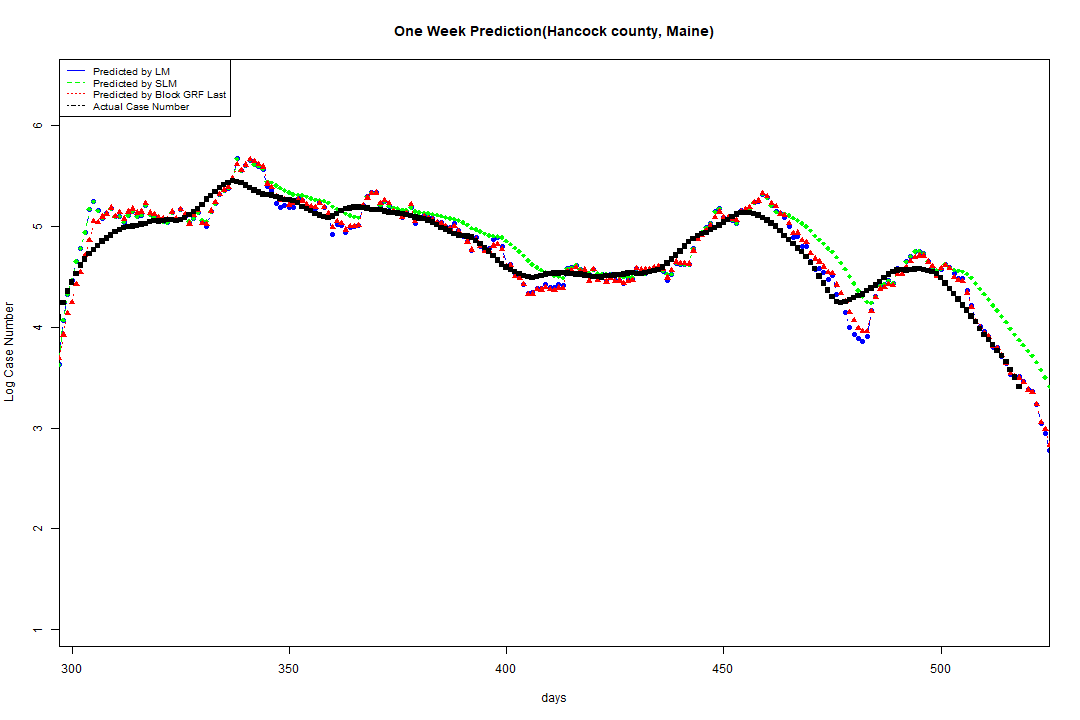 One Week Prediction(Hancock county, Maine)
Predicted by LM
Predicted by SLM
Predicted by Block GRF Last
Actual Case Number
Log Case Number
6
5
4
3
2
1
300 350 400 450 500
days